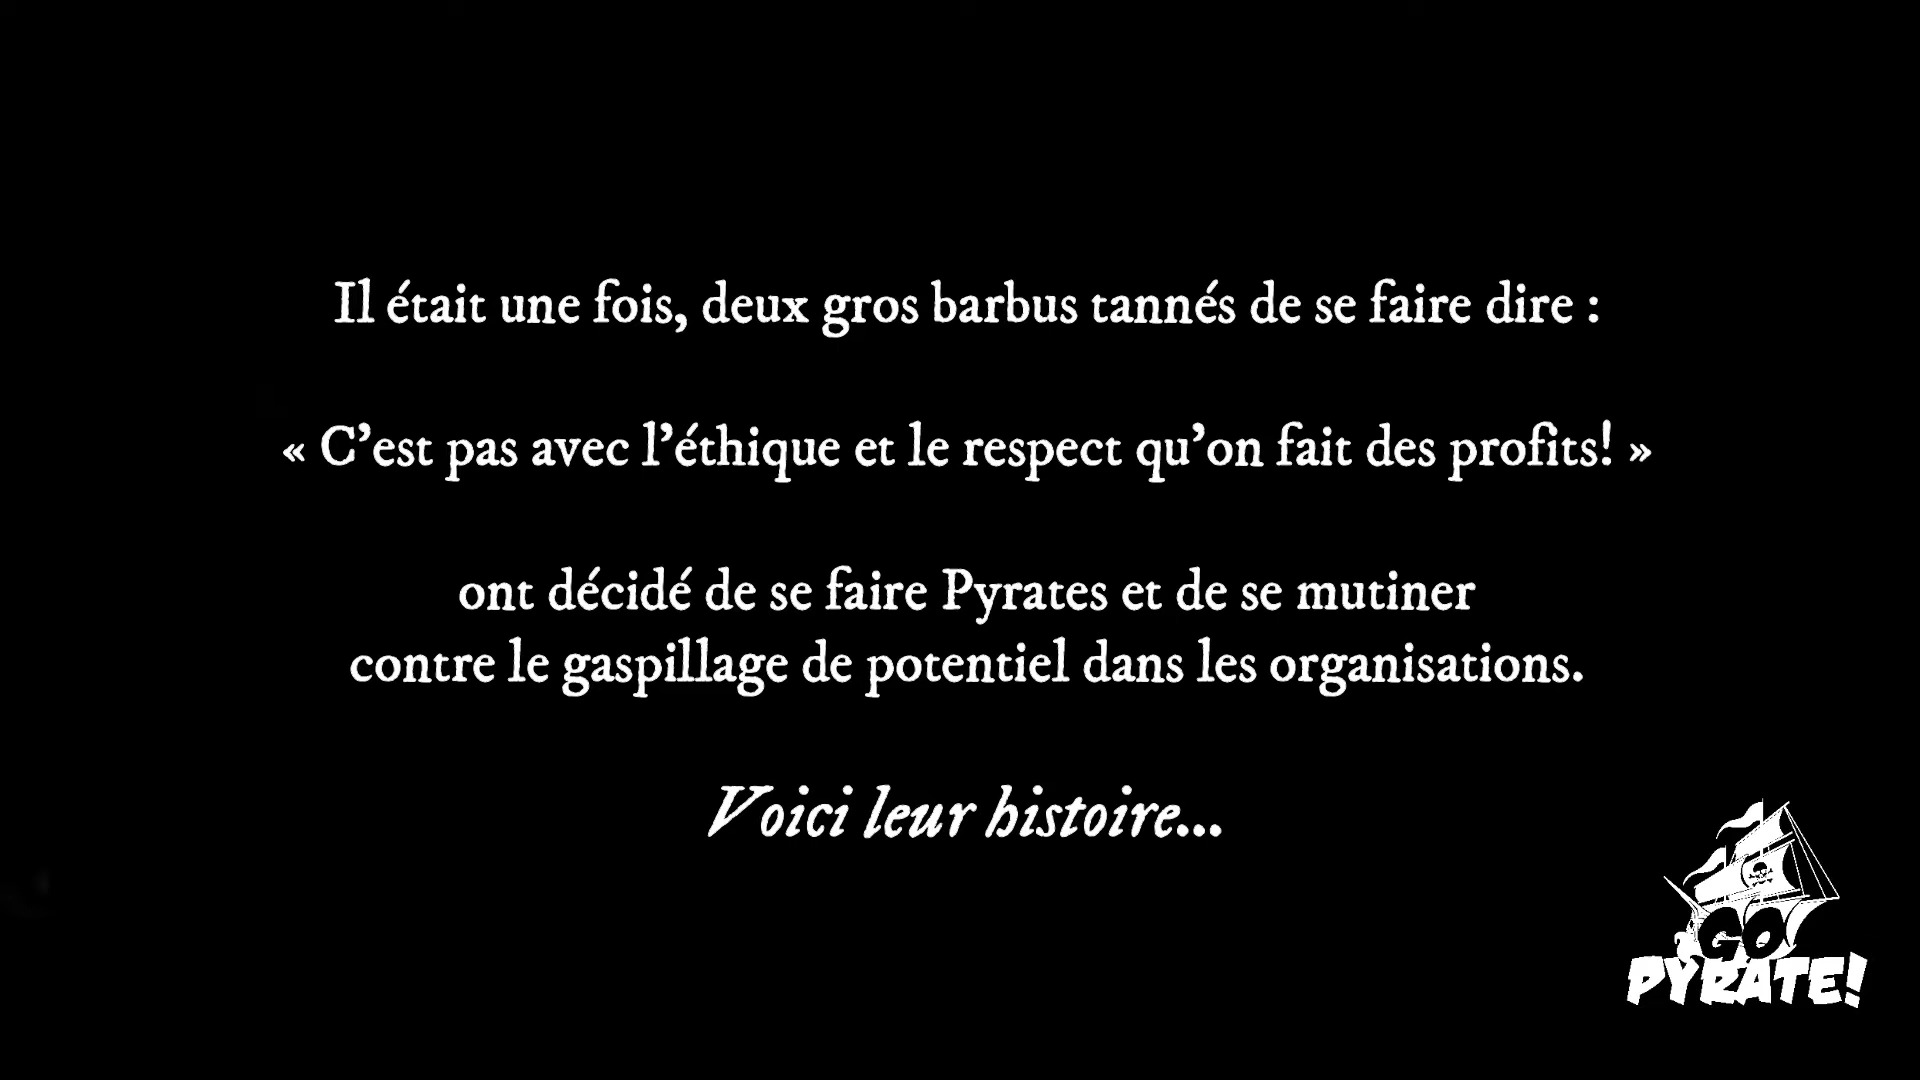 Il était une fois, deux gros barbus tannés de se faire dire :
« C’est pas avec l’éthique et le respect qu’on fait des profits! »
ont décidé de se faire Pyrates et de se mutiner
contre le gaspillage de potentiel dans les organisations.
Voici leur histoire...
GO
PYRATE!